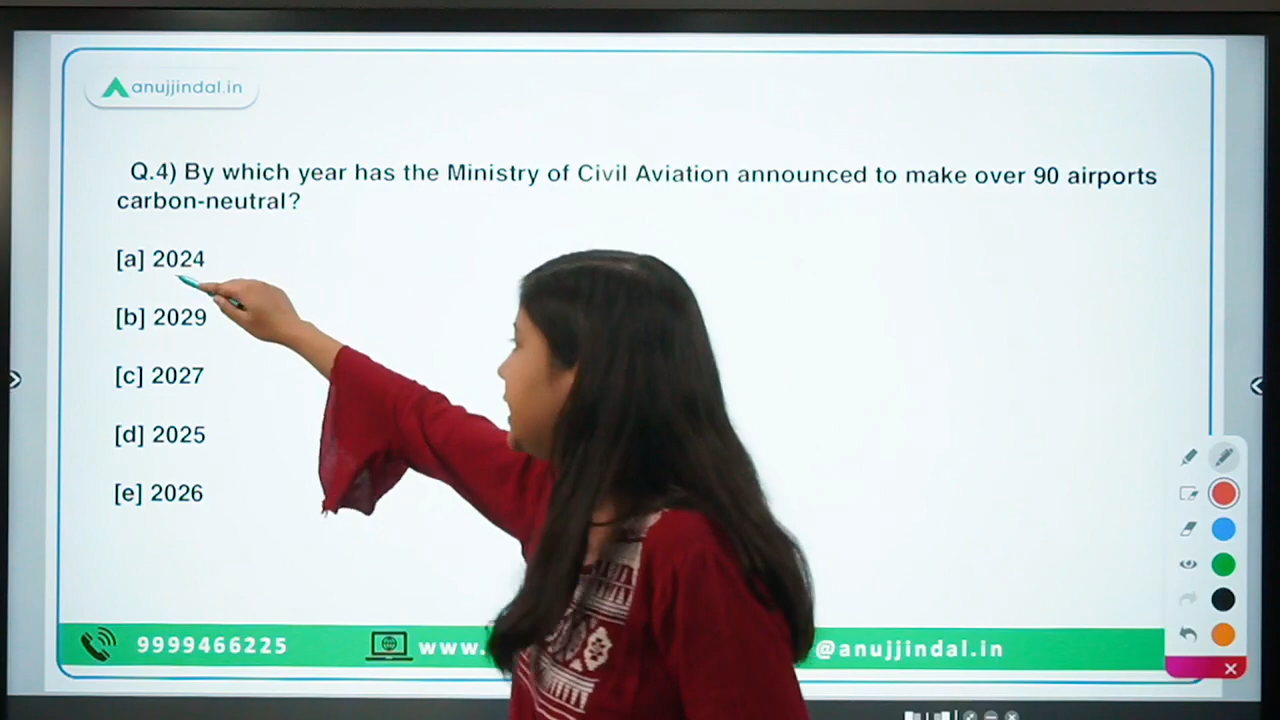 anujjindal.in
Q.4) By which year has the Ministry of Civil Aviation announced to make over 90 airports
carbon-neutral?
[a] 2024
[b] 2029
[c] 2027
[d] 2025
[e] 2026
9999466225 www. @anujjindal.in